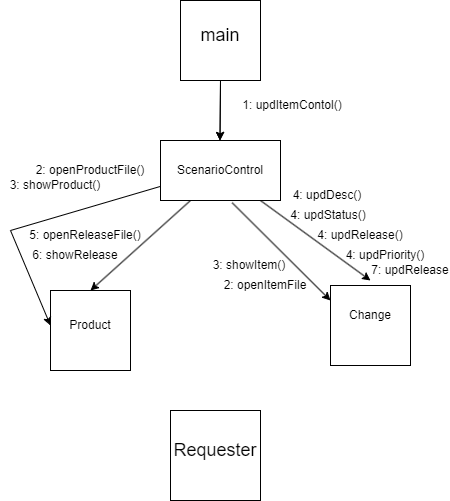 main
1: updItemContol()
ScenarioControl
2: openProductFile()
3: showProduct()
4: updDesc()
4: updStatus()
5: openReleaseFile()
4: updRelease()
6: showRelease
4: updPriority()
3: showItem()
7: updRelease
2: openItemFile
Product
Change
Requester